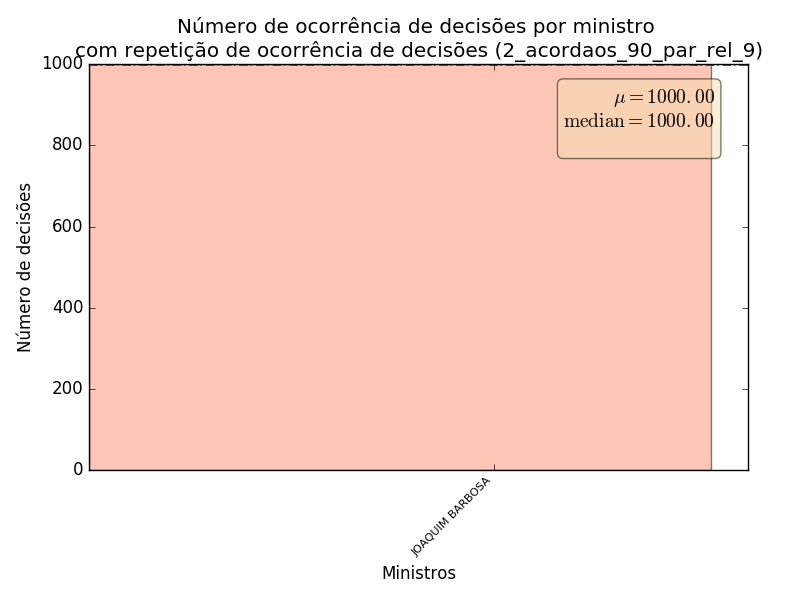 Número de ocorrência de decisões por ministro
com repetição de ocorrência de decisões (2_acordaos_90_par_rel_9)
1000
μ = 1000.00
median = 1000.00
800
600
400
200
0
Número de decisões
JOAQUIM BARBOSA
Ministros